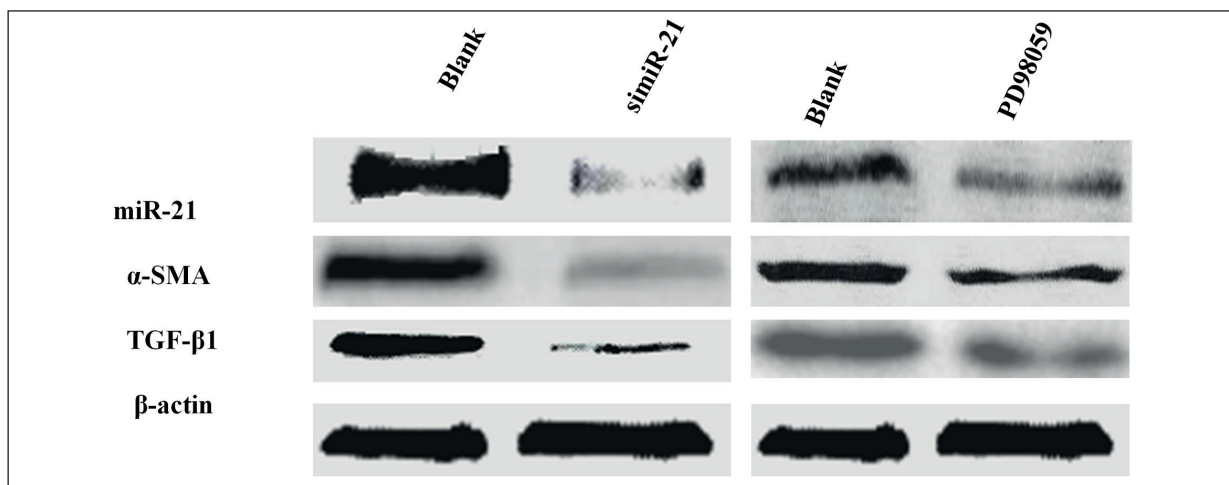 Blank simiR-21 Blank PD98059
miR-21
α-SMA
TGF-β1
β-actin